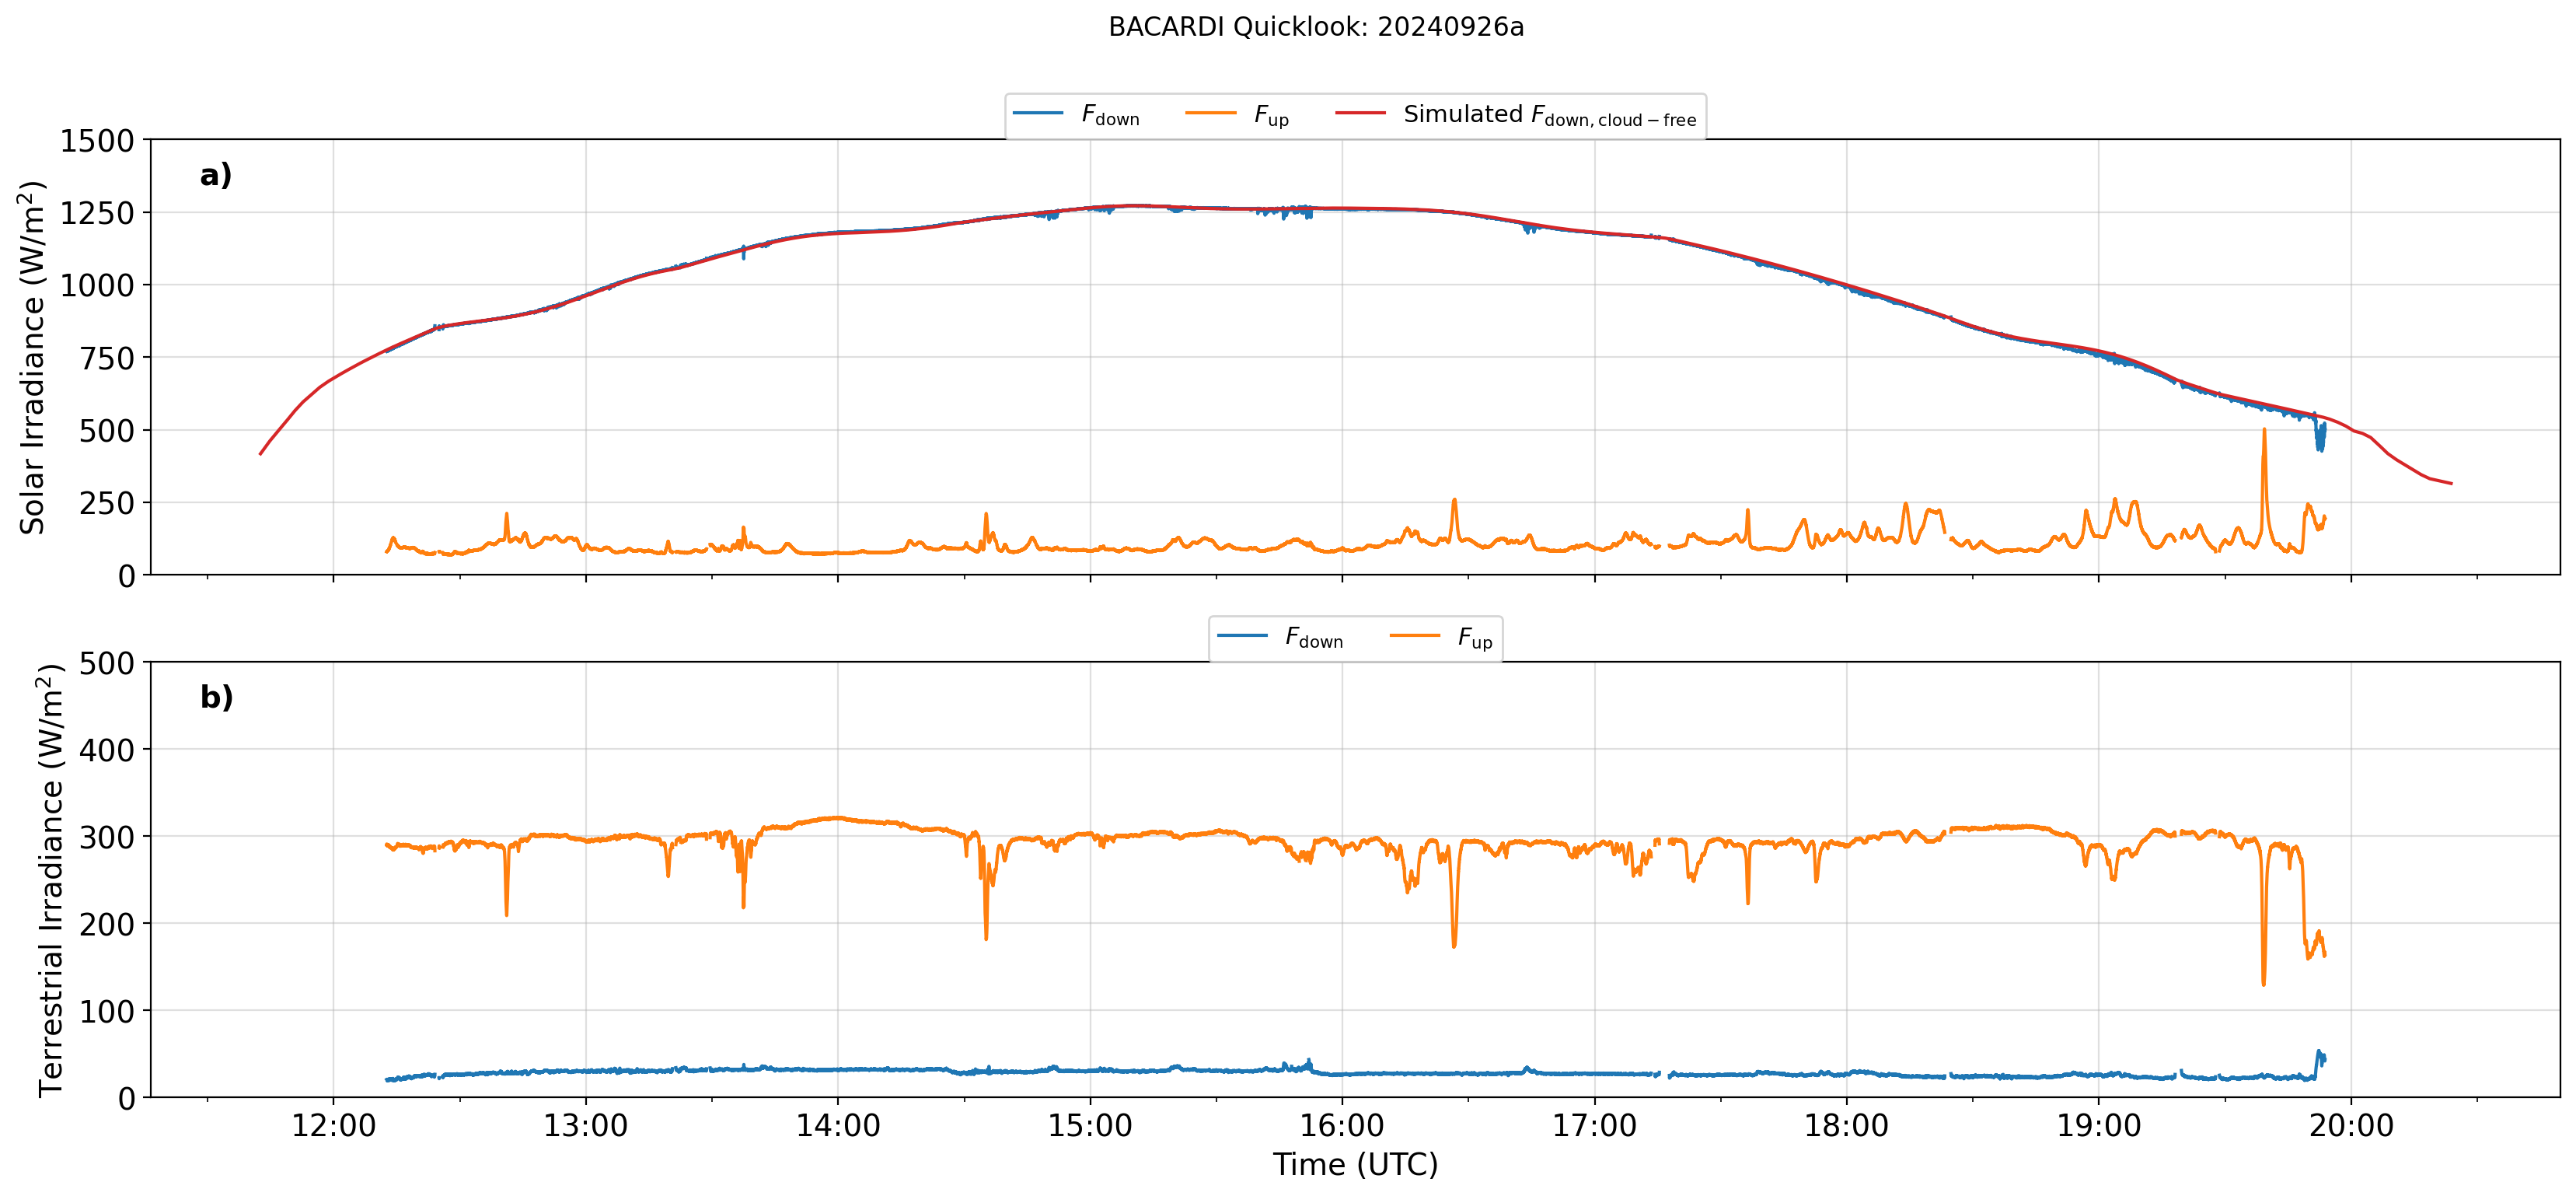 BACARDI Quicklook: 20240926a
F_down F_up Simulated F_down, cloud−free
1500
1250
1000
750
500
250
0
Solar Irradiance (W/m²)
a)
F_down F_up
500
400
300
200
100
0
Terrestrial Irradiance (W/m²)
b)
12:00 13:00 14:00 15:00 16:00 17:00 18:00 19:00 20:00
Time (UTC)